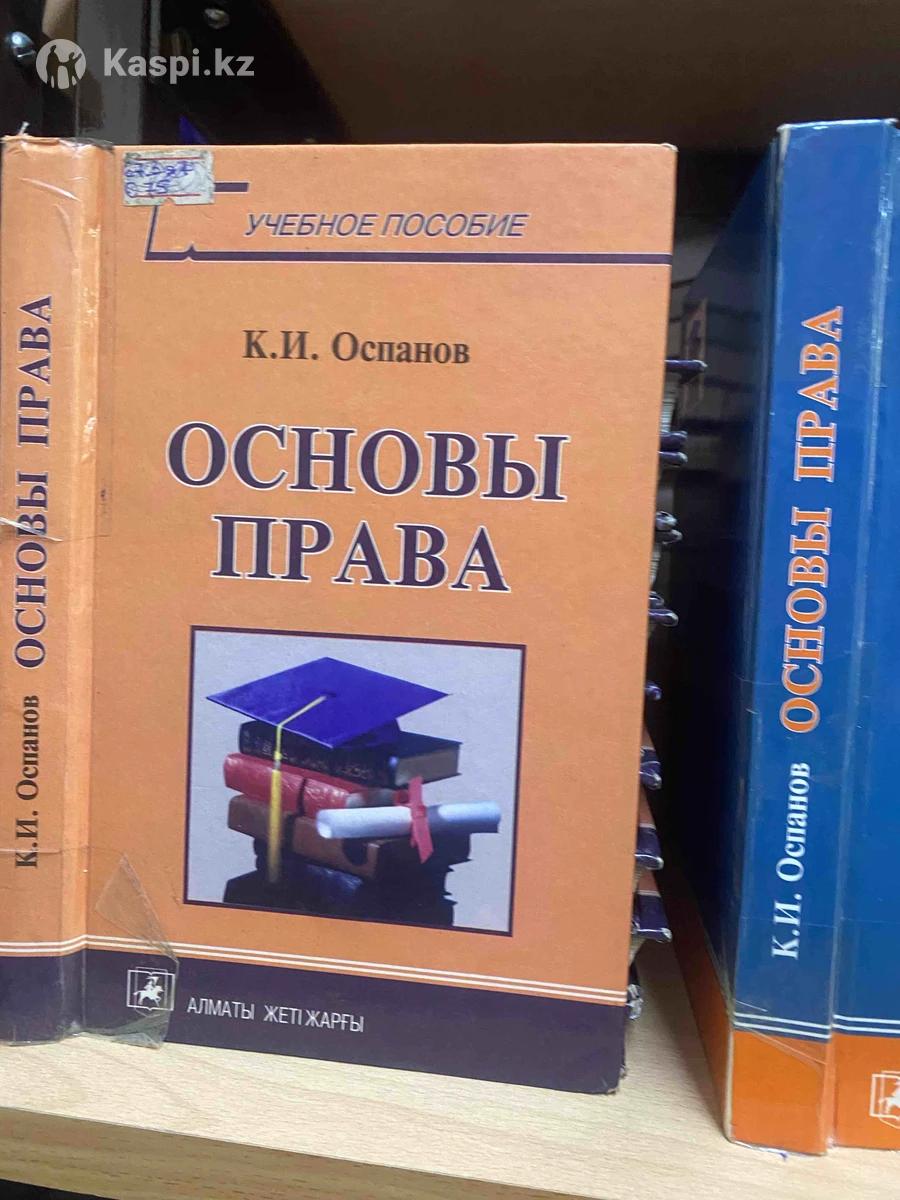 Kaspi.kz
К.И. Оспанов ОСНОВЫ ПРАВА
УЧЕБНОЕ ПОСОБИЕ
К.И. Оспанов
ОСНОВЫ
ПРАВА
АЛМАТЫ ЖЕТІ ЖАРҒЫ
К.И. Оспанов ОСНОВЫ ПРАВА